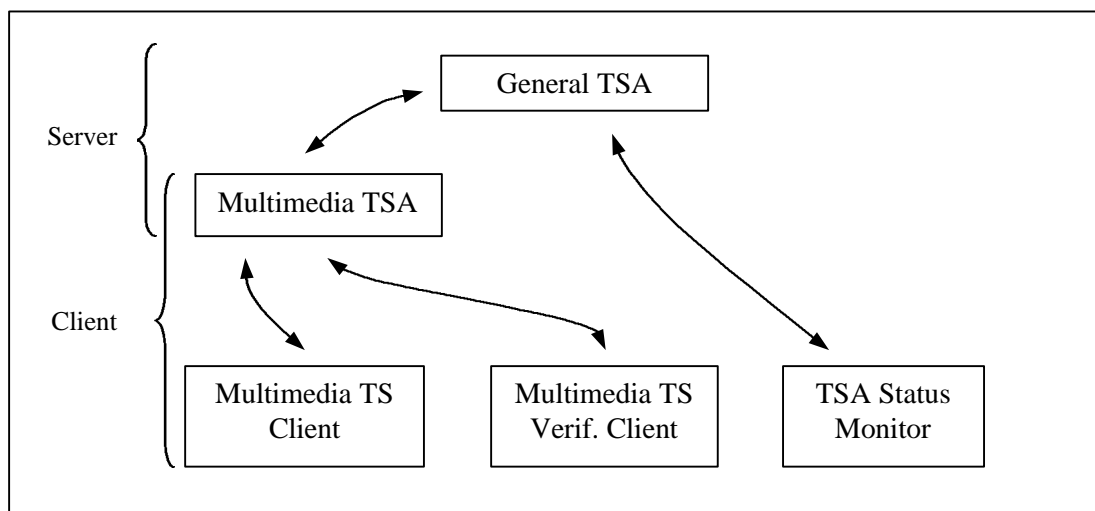 General TSA
Server
Multimedia TSA
Client
Multimedia TS
Client
Multimedia TS
Verif. Client
TSA Status
Monitor